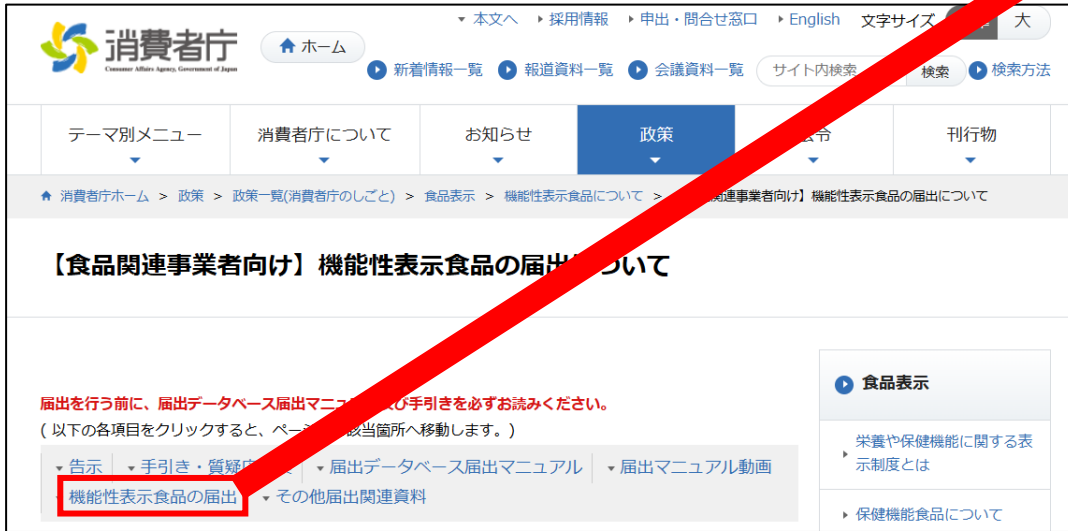 本文へ 採用情報 申出・問合せ窓口 English 文字サイズ 大
消費者庁
Consumer Affairs Agency, Government of Japan
ホーム
新着情報一覧 報道資料一覧 会議資料一覧 サイト内検索 検索 検索方法
テーマ別メニュー 消費者庁について お知らせ 政策 刊行物
消費者庁ホーム > 政策 > 政策一覧(消費者庁のしごと) > 食品表示 > 機能性表示食品について > 関連事業者向け】機能性表示食品の届出について
【食品関連事業者向け】機能性表示食品の届出について
食品表示
届出を行う前に、届出データベース届出マニュ 及び手引きを必ずお読みください。
( 以下の各項目をクリックすると、ページ 該当箇所へ移動します。)
告示 手引き・質疑 届出データベース届出マニュアル 届出マニュアル動画
機能性表示食品の届出 その他届出関連資料
栄養や保健機能に関する表
示制度とは
保健機能食品について